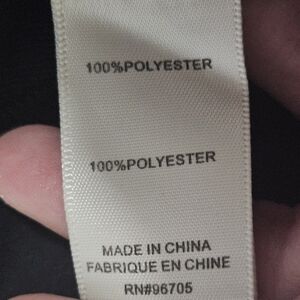 100%POLYESTER
100%POLYESTER
MADE IN CHINA
FABRIQUE EN CHINE
RN#96705